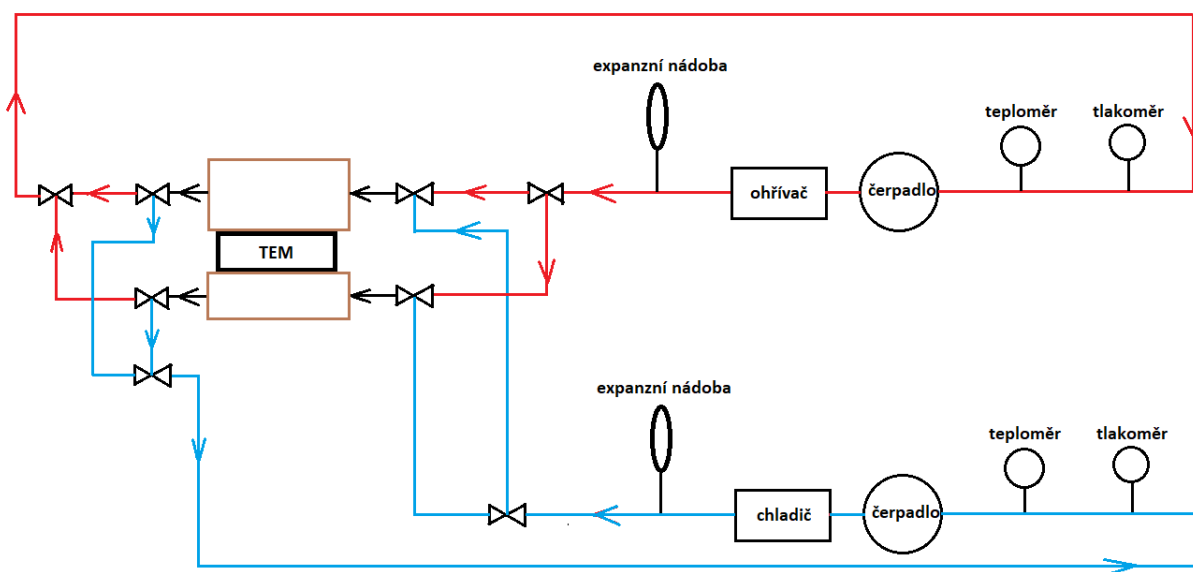 expanzní nádoba
teploměr
tlakoměr
ohřívač
čerpadlo
TEM
expanzní nádoba
teploměr
tlakoměr
chladič
čerpadlo